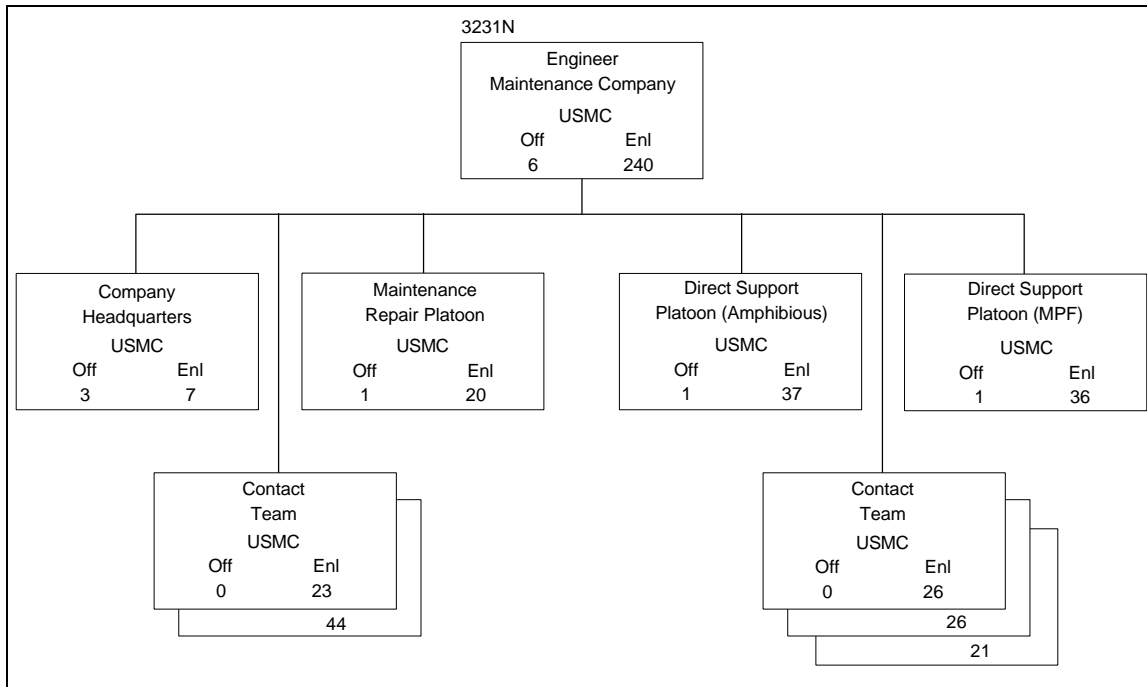 3231N
Engineer
Maintenance Company
USMC
Off Enl
6 240
Company
Headquarters
USMC
Off Enl
3 7
Maintenance
Repair Platoon
USMC
Off Enl
1 20
Direct Support
Platoon (Amphibious)
USMC
Off Enl
1 37
Direct Support
Platoon (MPF)
USMC
Off Enl
1 36
Contact
Team
USMC
Off Enl
0 23
44
Contact
Team
USMC
Off Enl
0 26
26
21